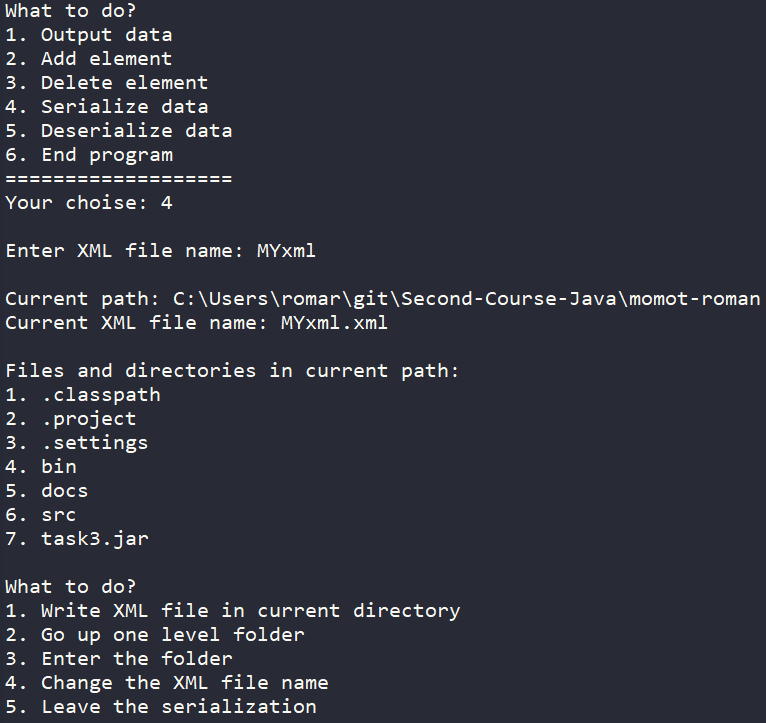 What to do?
1. Output data
2. Add element
3. Delete element
4. Serialize data
5. Deserialize data
6. End program
===================
Your choise: 4
Enter XML file name: MYxml
Current path: C:\Users\romar\git\Second-Course-Java\momot-roman
Current XML file name: MYxml.xml
Files and directories in current path:
1. .classpath
2. .project
3. .settings
4. bin
5. docs
6. src
7. task3.jar
What to do?
1. Write XML file in current directory
2. Go up one level folder
3. Enter the folder
4. Change the XML file name
5. Leave the serialization